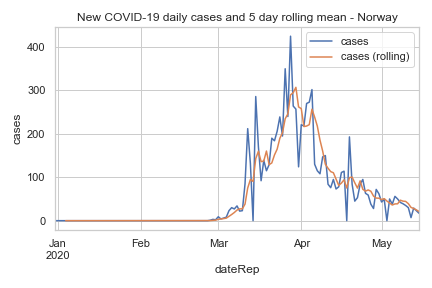 New COVID-19 daily cases and 5 day rolling mean - Norway
cases
cases (rolling)
400
300
200
100
0
cases
Jan
2020
Feb
Mar
Apr
May
dateRep